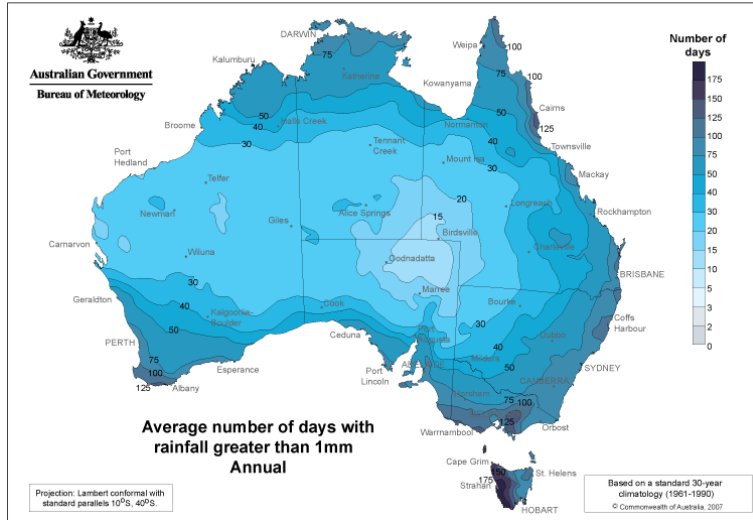 Australian Government
Bureau of Meteorology
Number of
days
175
150
125
100
75
50
40
30
20
15
10
5
3
2
0
DARWIN
75
Katherine
Kalumburu
Weipa
100
100
Kowanyama
Cairns
125
50
40
30
Halls Creek
Broome
Normanton
Townsville
Port
Hedland
Tennant
Creek
Mount Isa
50
40
30
Mackay
Telfer
20
Longreach
Rockhampton
Newman
Alice Springs
15
Giles
Birdsville
Carnarvon
Wiluna
Oodnadatta
Charleville
BRISBANE
30
Marree
Bourke
Geraldton
40
Kalgoorlie-
Boulder
Cook
Coffs
Harbour
50
Ceduna
Port
Augusta
30
Dubbo
PERTH
40
SYDNEY
75
Esperance
Port
Lincoln
ADELAIDE
Mildura
50
CANBERRA
100
125
Albany
Horsham
75
100
125
Warrnambool
Orbost
Average number of days with
rainfall greater than 1mm
Annual
Cape Grim
150
175
Strahan
St. Helens
HOBART
Projection: Lambert conformal with
standard parallels 10°S, 40°S.
Based on a standard 30-year
climatology (1961-1990)
© Commonwealth of Australia, 2007